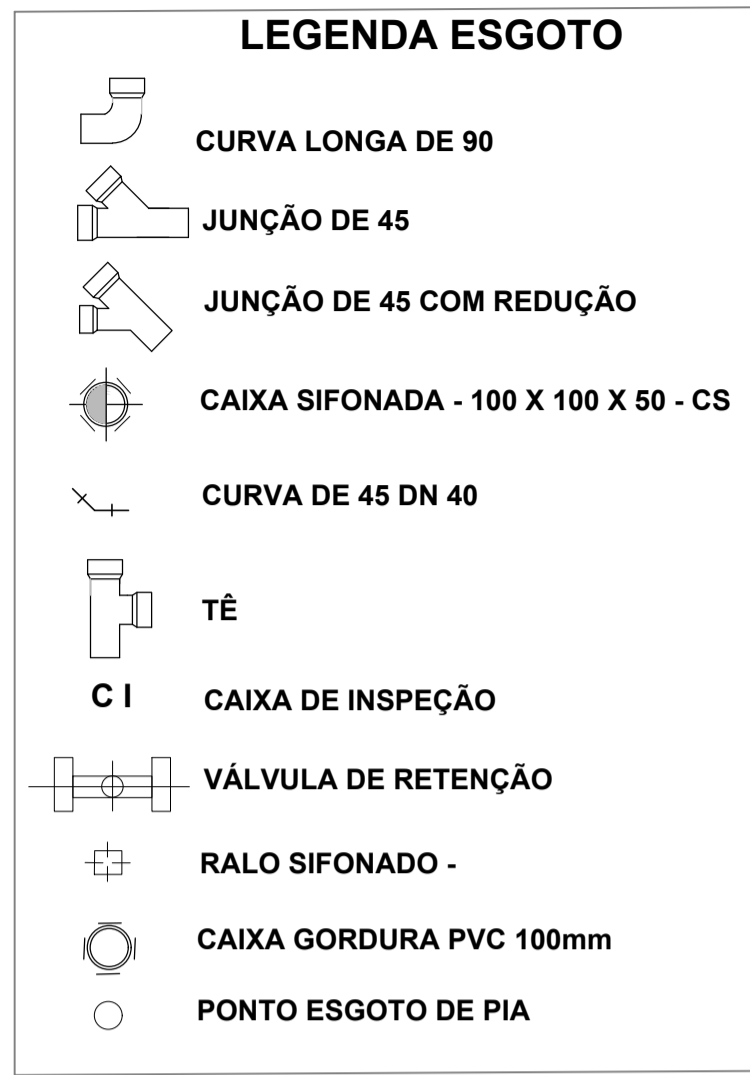 LEGENDA ESGOTO
CURVA LONGA DE 90
JUNÇÃO DE 45
JUNÇÃO DE 45 COM REDUÇÃO
CAIXA SIFONADA - 100 X 100 X 50 - CS
CURVA DE 45 DN 40
TÊ
C I CAIXA DE INSPEÇÃO
VÁLVULA DE RETENÇÃO
RALO SIFONADO -
CAIXA GORDURA PVC 100mm
PONTO ESGOTO DE PIA